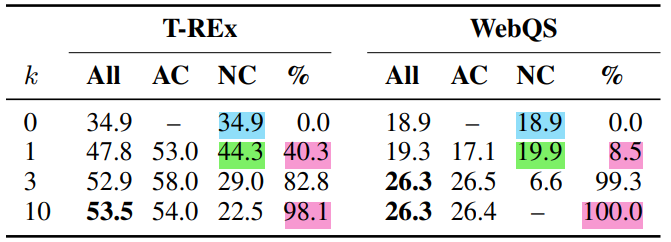 T-REx WebQS
k All AC NC % All AC NC %
0 34.9 – 34.9 0.0 18.9 – 18.9 0.0
1 47.8 53.0 44.3 40.3 19.3 17.1 19.9 8.5
3 52.9 58.0 29.0 82.8 26.3 26.5 6.6 99.3
10 53.5 54.0 22.5 98.1 26.3 26.4 – 100.0